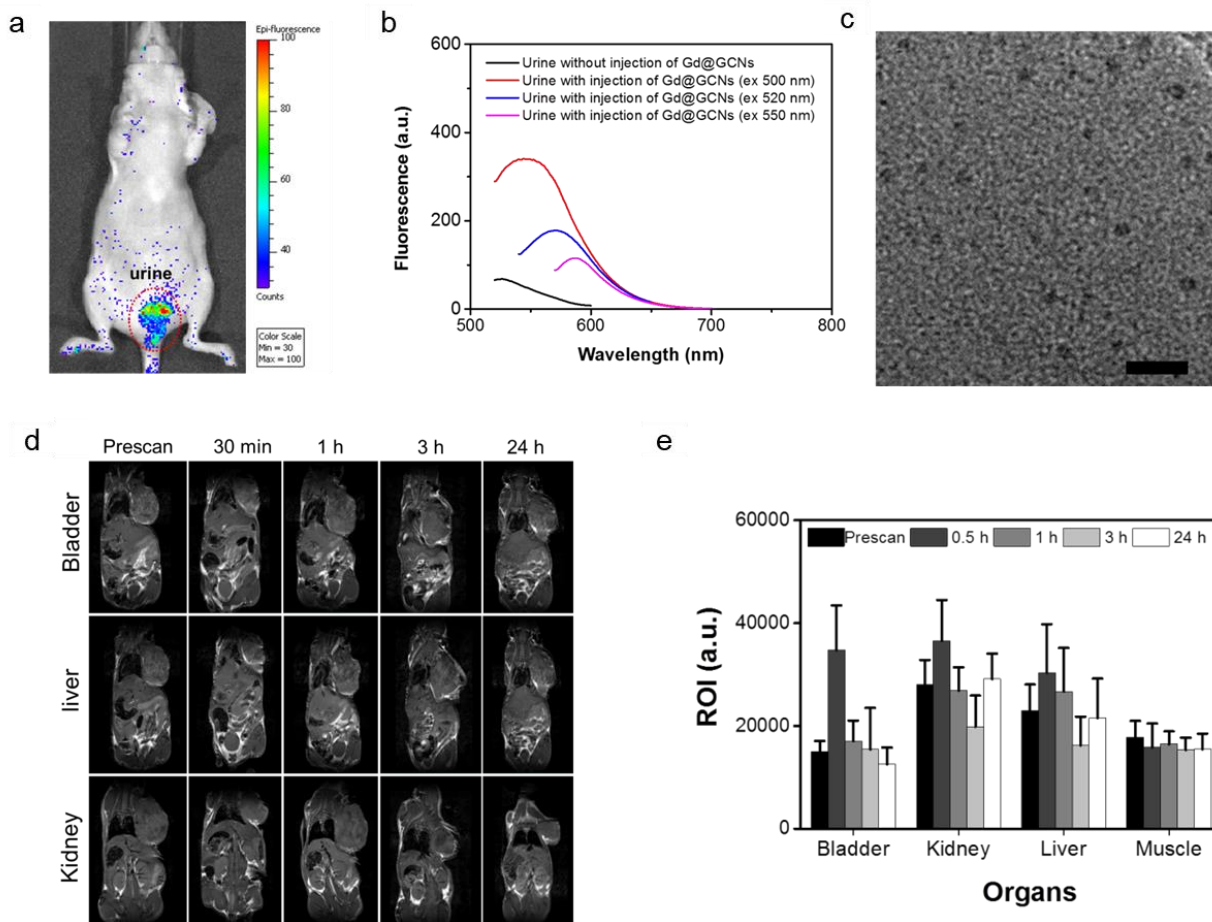 a
Epi-fluorescence
100
80
60
40
Counts
Color Scale
Min = 30
Max = 100
urine
b
600
400
200
0
Fluorescence (a.u.)
Urine without injection of Gd@GCNs
Urine with injection of Gd@GCNs (ex 500 nm)
Urine with injection of Gd@GCNs (ex 520 nm)
Urine with injection of Gd@GCNs (ex 550 nm)
500 600 700 800
Wavelength (nm)
c
d
Prescan 30 min 1 h 3 h 24 h
Bladder
liver
Kidney
e
60000
40000
20000
0
ROI (a.u.)
Prescan 0.5 h 1 h 3 h 24 h
Bladder Kidney Liver Muscle
Organs